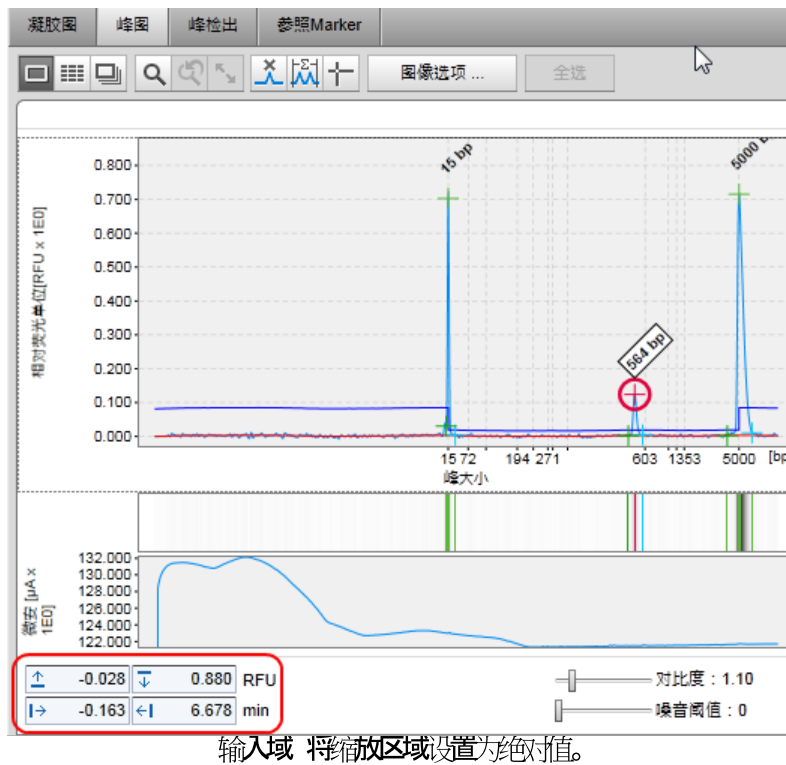 凝胶图 峰图 峰检出 参照Marker
图像选项 ... 全选
15 bp 5000
0.800
0.700
0.600
0.500
0.400
0.300
0.200
0.100
0.000
相对荧光单位[RFU x 1E0]
564 bp
15 72 194 271 603 1353 5000 [bp
峰大小
132.000
130.000
128.000
126.000
124.000
122.000
微安 [µA x
1E0]
-0.028 0.880 RFU
-0.163 6.678 min
对比度：1.10
噪音阈值：0
输入域 将缩放区域设置为绝对值。